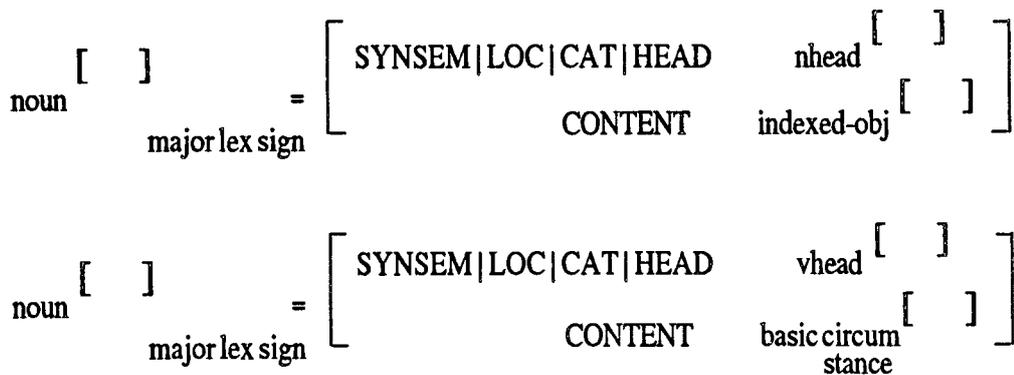 noun [ ] = major lex sign [ SYNSEM|LOC|CAT|HEAD nhead [ ]
CONTENT indexed-obj [ ] ]
noun [ ] = major lex sign [ SYNSEM|LOC|CAT|HEAD vhead [ ]
CONTENT basic circum
stance [ ] ]